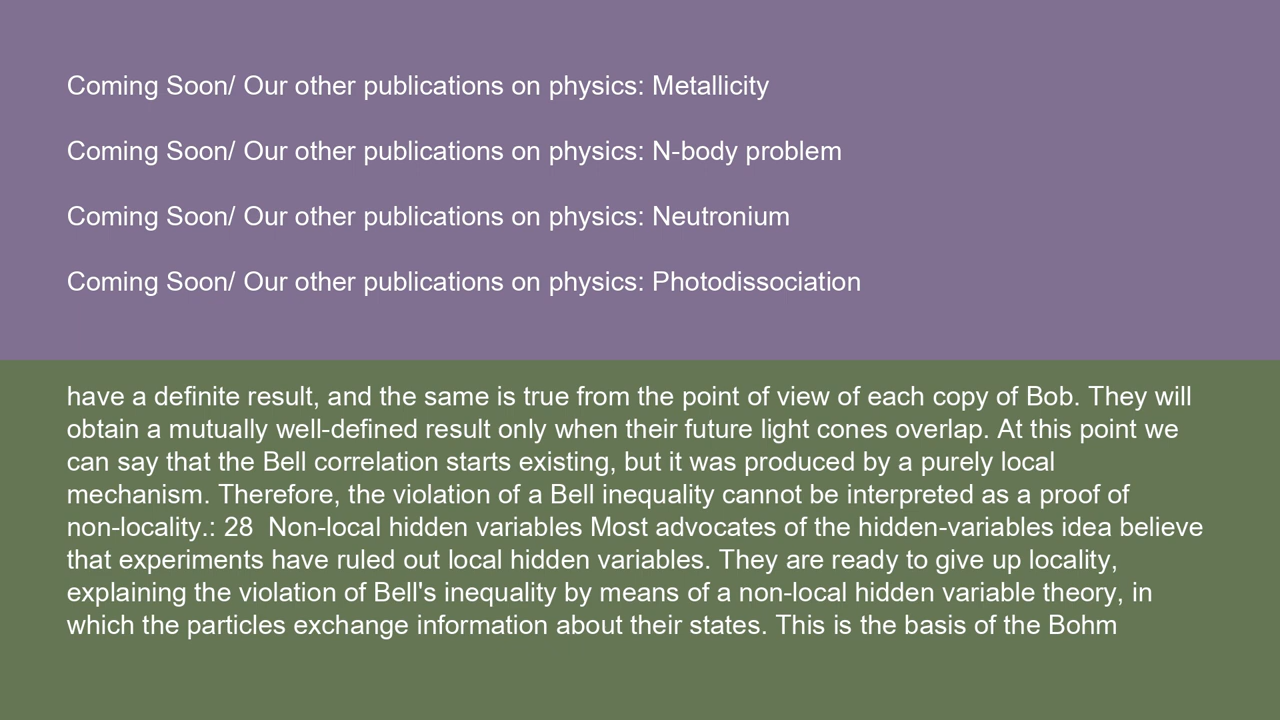 Coming Soon/ Our other publications on physics: Metallicity
Coming Soon/ Our other publications on physics: N-body problem
Coming Soon/ Our other publications on physics: Neutronium
Coming Soon/ Our other publications on physics: Photodissociation
have a definite result, and the same is true from the point of view of each copy of Bob. They will
obtain a mutually well-defined result only when their future light cones overlap. At this point we
can say that the Bell correlation starts existing, but it was produced by a purely local
mechanism. Therefore, the violation of a Bell inequality cannot be interpreted as a proof of
non-locality.: 28  Non-local hidden variables Most advocates of the hidden-variables idea believe
that experiments have ruled out local hidden variables. They are ready to give up locality,
explaining the violation of Bell's inequality by means of a non-local hidden variable theory, in
which the particles exchange information about their states. This is the basis of the Bohm